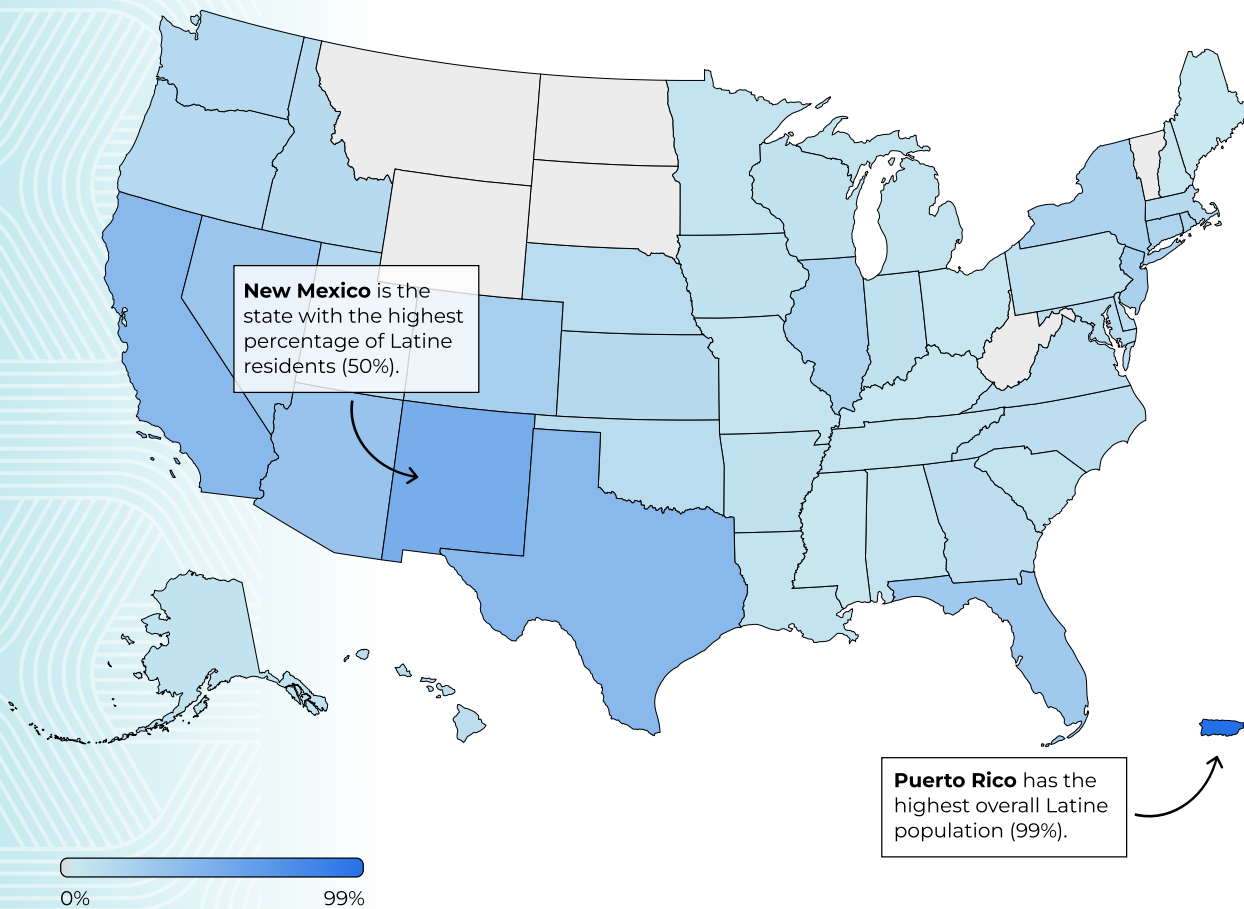 New Mexico is the
state with the highest
percentage of Latine
residents (50%).
Puerto Rico has the
highest overall Latine
population (99%).
0%
99%